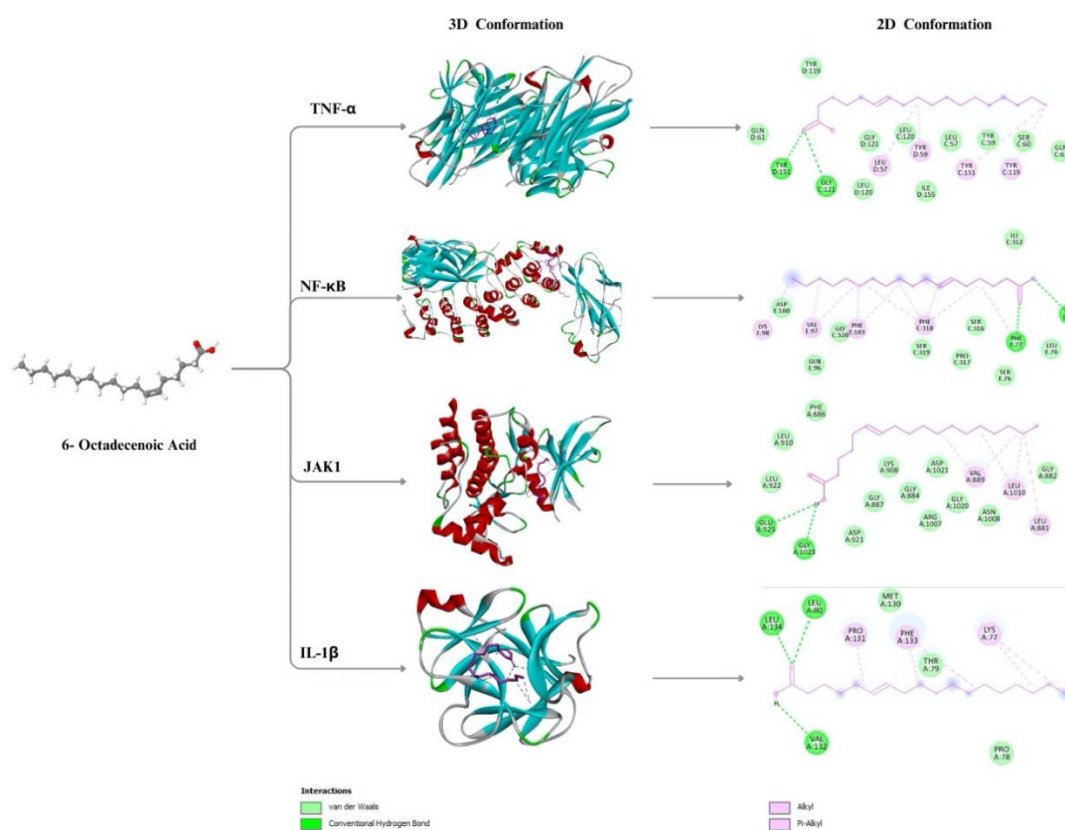 3D Conformation
2D Conformation
TNF-α
TYR
D:119
GLN
D:61
GLY
D:121
LEU
C:120
LEU
C:57
TYR
C:59
SER
C:60
TYR
D:59
LEU
D:57
TYR
D:151
GLY
C:121
LEU
D:120
ILE
D:155
TYR
C:151
TYR
C:119
NF-κB
ILE
C:312
ASP
E:100
LYS
E:98
VAL
E:97
GLY
C:320
PHE
E:103
PHE
C:318
SER
C:316
PHE
E:77
GLN
E:96
SER
C:319
PRO
C:317
SER
E:76
LEU
E:78
6- Octadecenoic Acid
JAK1
PHE
A:886
LEU
A:910
LEU
A:922
LYS
A:908
ASP
A:1021
VAL
A:889
GLY
A:882
GLY
A:887
GLY
A:884
GLY
A:1020
LEU
A:1010
ARG
A:1007
ASN
A:1008
LEU
A:881
GLU
A:925
GLY
A:1023
ASP
A:921
H
IL-1β
LEU
A:134
LEU
A:80
MET
A:130
PRO
A:131
PHE
A:133
LYS
A:77
THR
A:79
H
VAL
A:132
PRO
A:78
Interactions
van der Waals
Conventional Hydrogen Bond
Alkyl
Pi-Alkyl